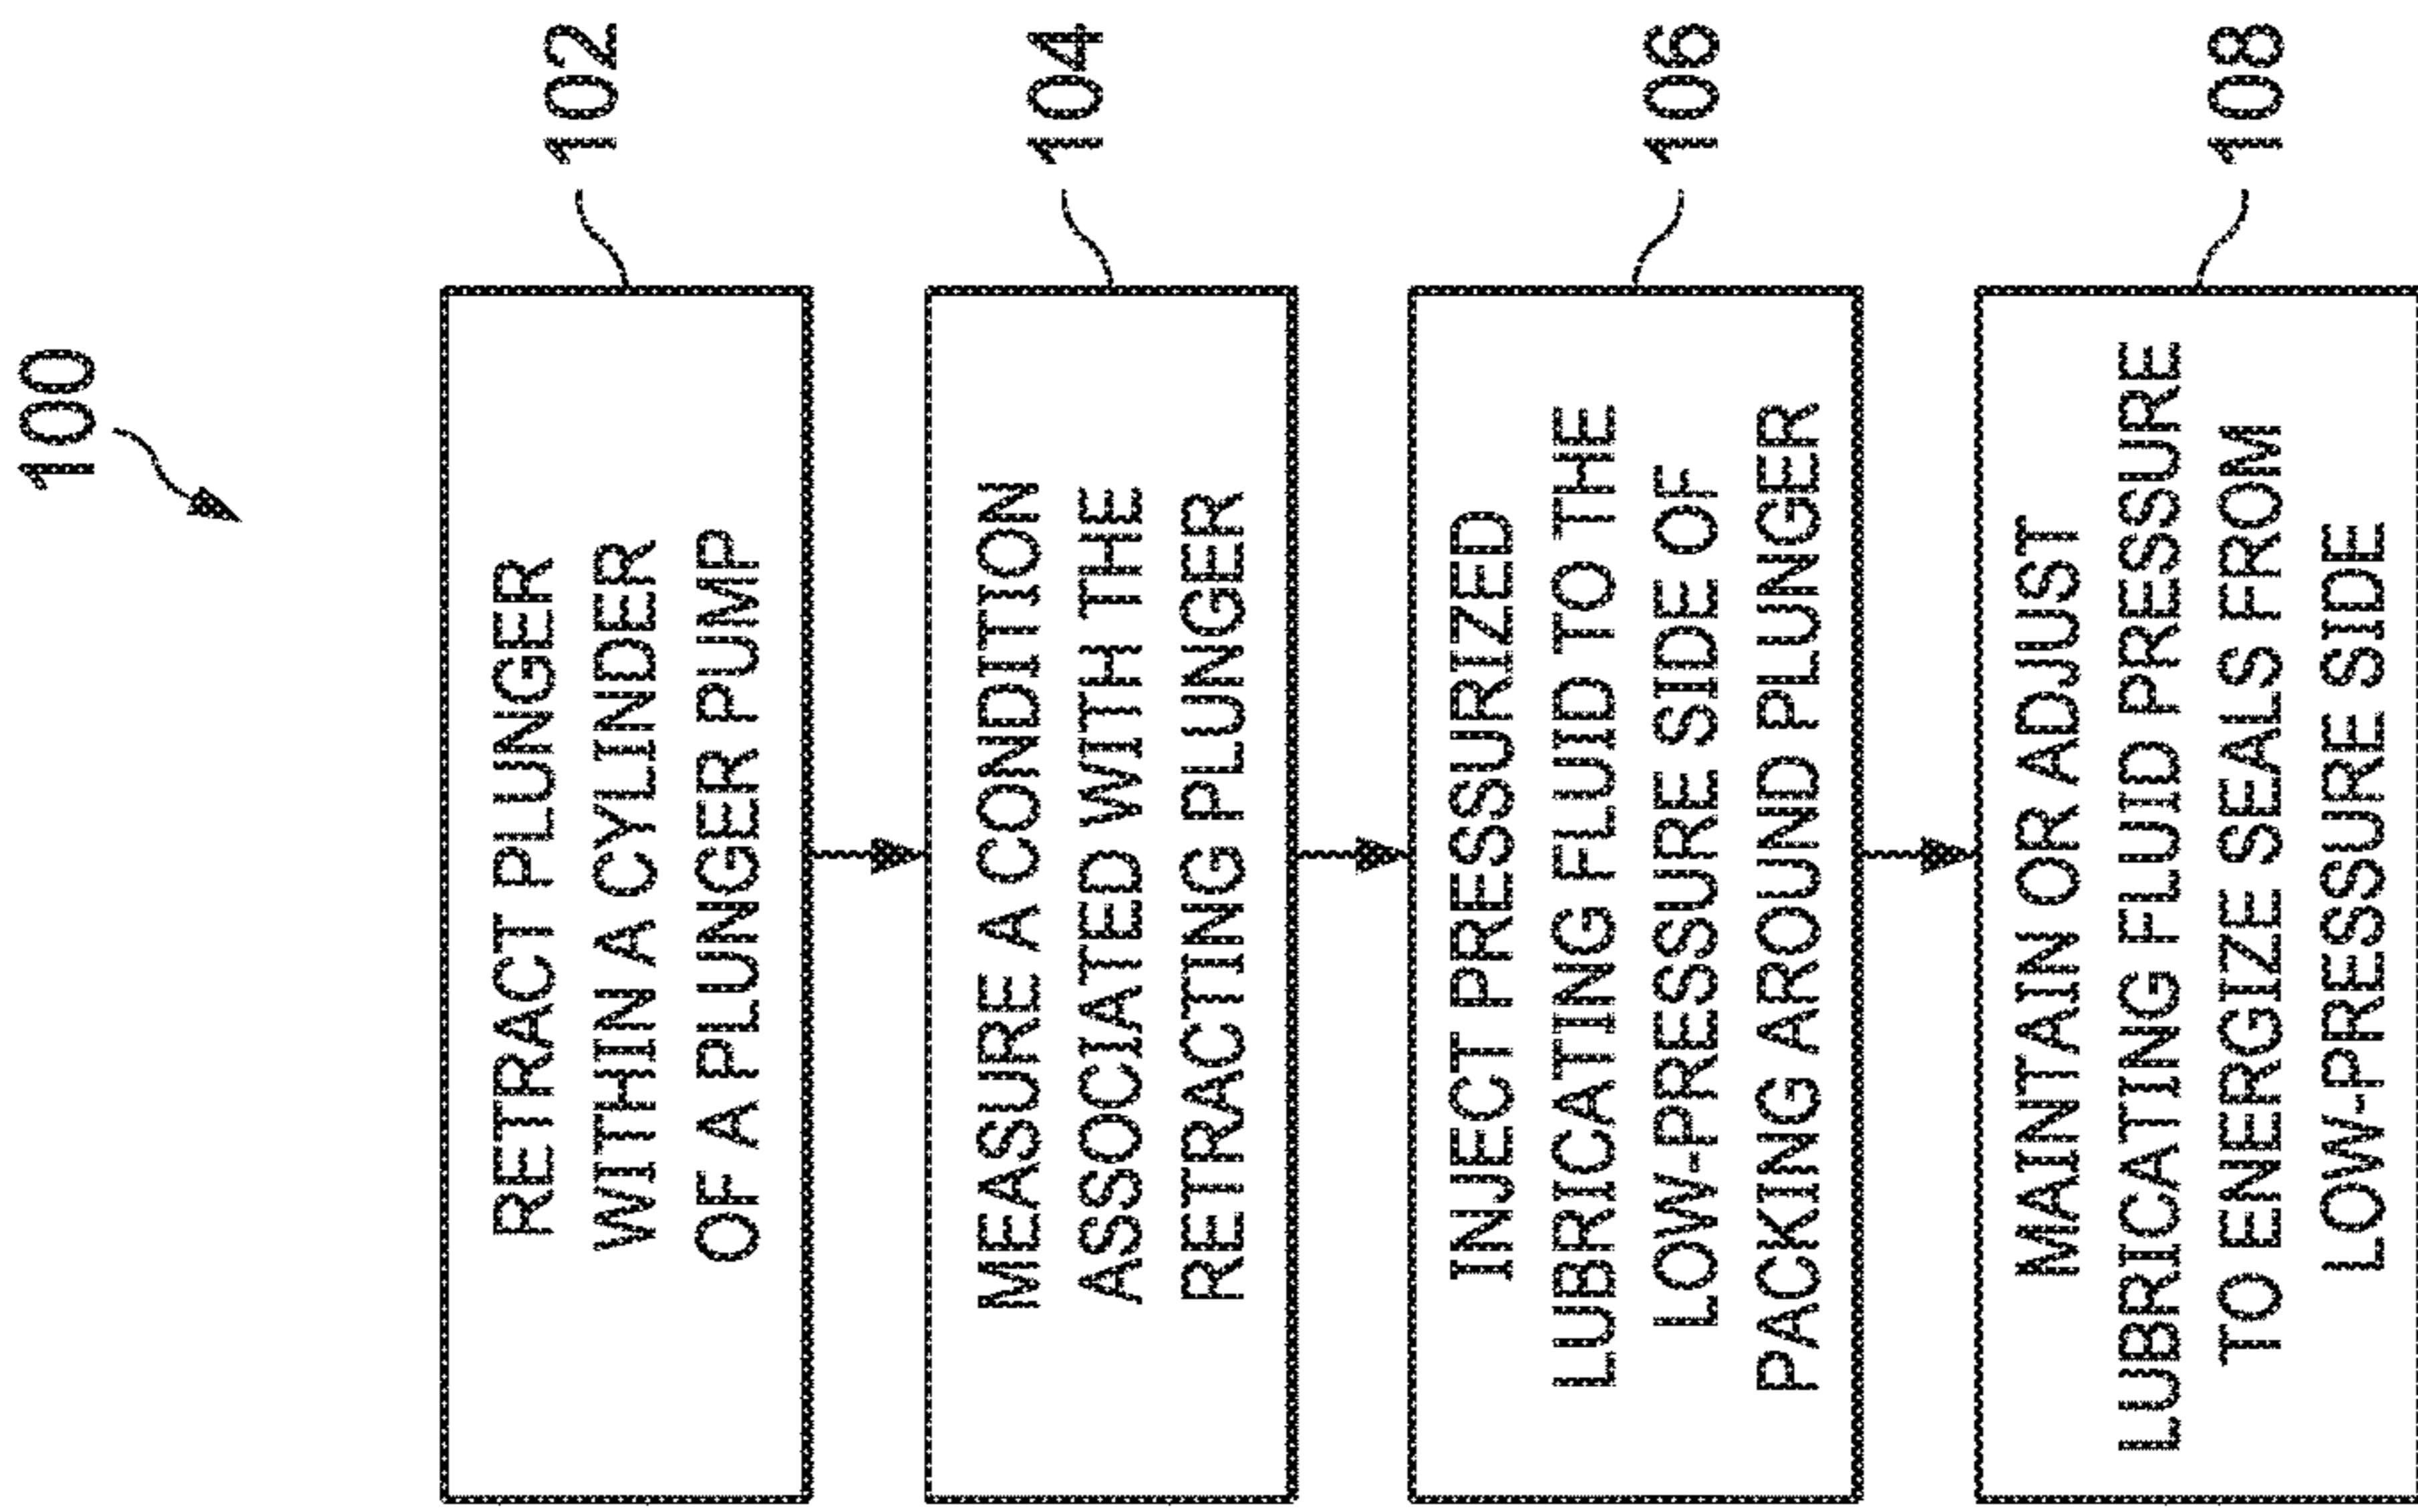 100
RETRACT PLUNGER
WITHIN A CYLINDER
OF A PLUNGER PUMP
102
MEASURE A CONDITION
ASSOCIATED WITH THE
RETRACTING PLUNGER
104
INJECT PRESSURIZED
LUBRICATING FLUID TO THE
LOW-PRESSURE SIDE OF
PACKING AROUND PLUNGER
106
MAINTAIN OR ADJUST
LUBRICATING FLUID PRESSURE
TO ENERGIZE SEALS FROM
LOW-PRESSURE SIDE
108